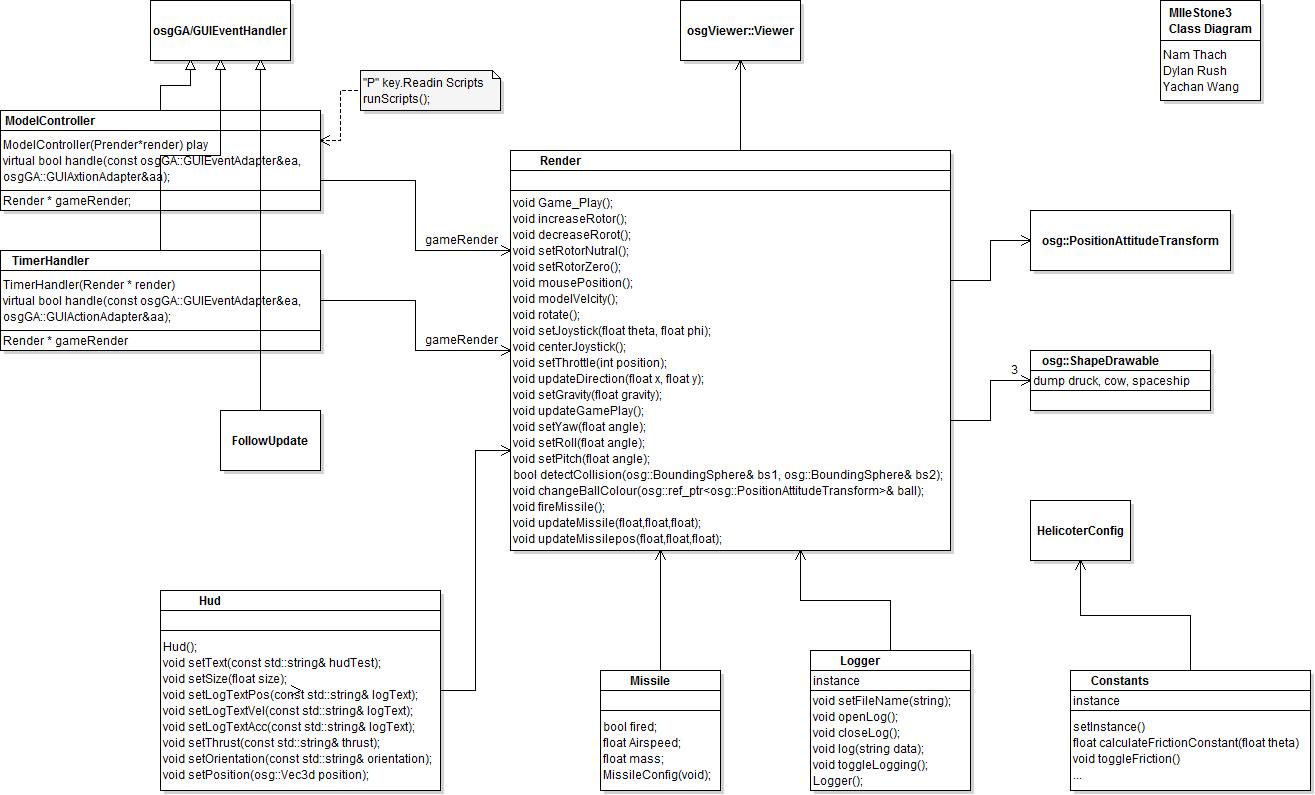 osgGA/GUIEventHandler
osgViewer::Viewer
MIleStone3
Class Diagram
Nam Thach
Dylan Rush
Yachan Wang
"P" key.Readin Scripts
runScripts();
ModelController
ModelController(Prender*render) play
virtual bool handle(const osgGA::GUIEventAdapter&ea,
osgGA::GUIAxtionAdapter&aa);
Render * gameRender;
gameRender
TimerHandler
TimerHandler(Render * render)
virtual bool handle(const osgGA::GUIEventAdapter&ea,
osgGA::GUIActionAdapter&aa);
Render * gameRender
gameRender
FollowUpdate
Render
void Game_Play();
void increaseRotor();
void decreaseRorot();
void setRotorNutral();
void setRotorZero();
void mousePosition();
void modelVelcity();
void rotate();
void setJoystick(float theta, float phi);
void centerJoystick();
void setThrottle(int position);
void updateDirection(float x, float y);
void setGravity(float gravity);
void updateGamePlay();
void setYaw(float angle);
void setRoll(float angle);
void setPitch(float angle);
bool detectCollision(osg::BoundingSphere& bs1, osg::BoundingSphere& bs2);
void changeBallColour(osg::ref_ptr<osg::PositionAttitudeTransform>& ball);
void fireMissile();
void updateMissile(float,float,float);
void updateMissilepos(float,float,float);
osg::PositionAttitudeTransform
3
osg::ShapeDrawable
dump druck, cow, spaceship
HelicoterConfig
Hud
Hud();
void setText(const std::string& hudTest);
void setSize(float size);
void setLogTextPos(const std::string& logText);
void setLogTextVel(const std::string& logText);
void setLogTextAcc(const std::string& logText);
void setThrust(const std::string& thrust);
void setOrientation(const std::string& orientation);
void setPosition(osg::Vec3d position);
Missile
bool fired;
float Airspeed;
float mass;
MissileConfig(void);
Logger
instance
void setFileName(string);
void openLog();
void closeLog();
void log(string data);
void toggleLogging();
Logger();
Constants
instance
setInstance()
float calculateFrictionConstant(float theta)
void toggleFriction()
...